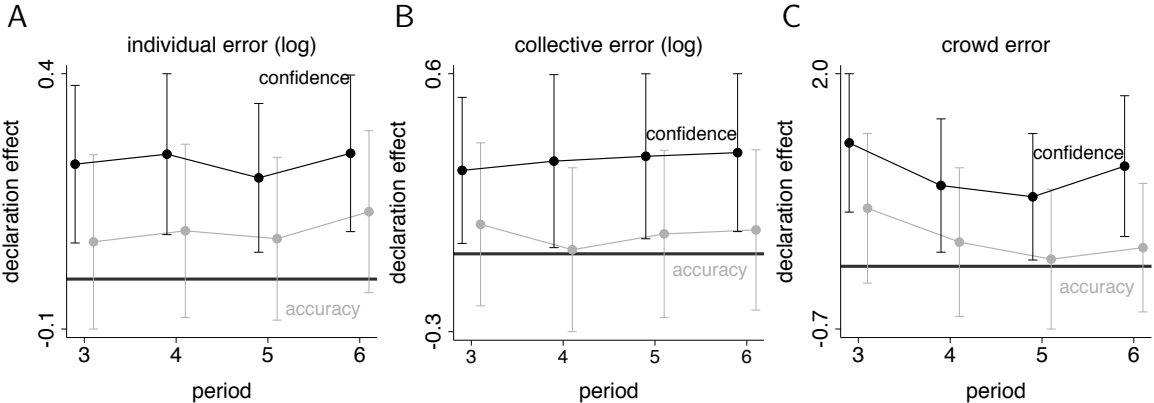 A
individual error (log)
0.4
-0.1
declaration effect
confidence
accuracy
3 4 5 6
period
B
collective error (log)
0.6
-0.3
declaration effect
confidence
accuracy
3 4 5 6
period
C
crowd error
2.0
-0.7
declaration effect
confidence
accuracy
3 4 5 6
period